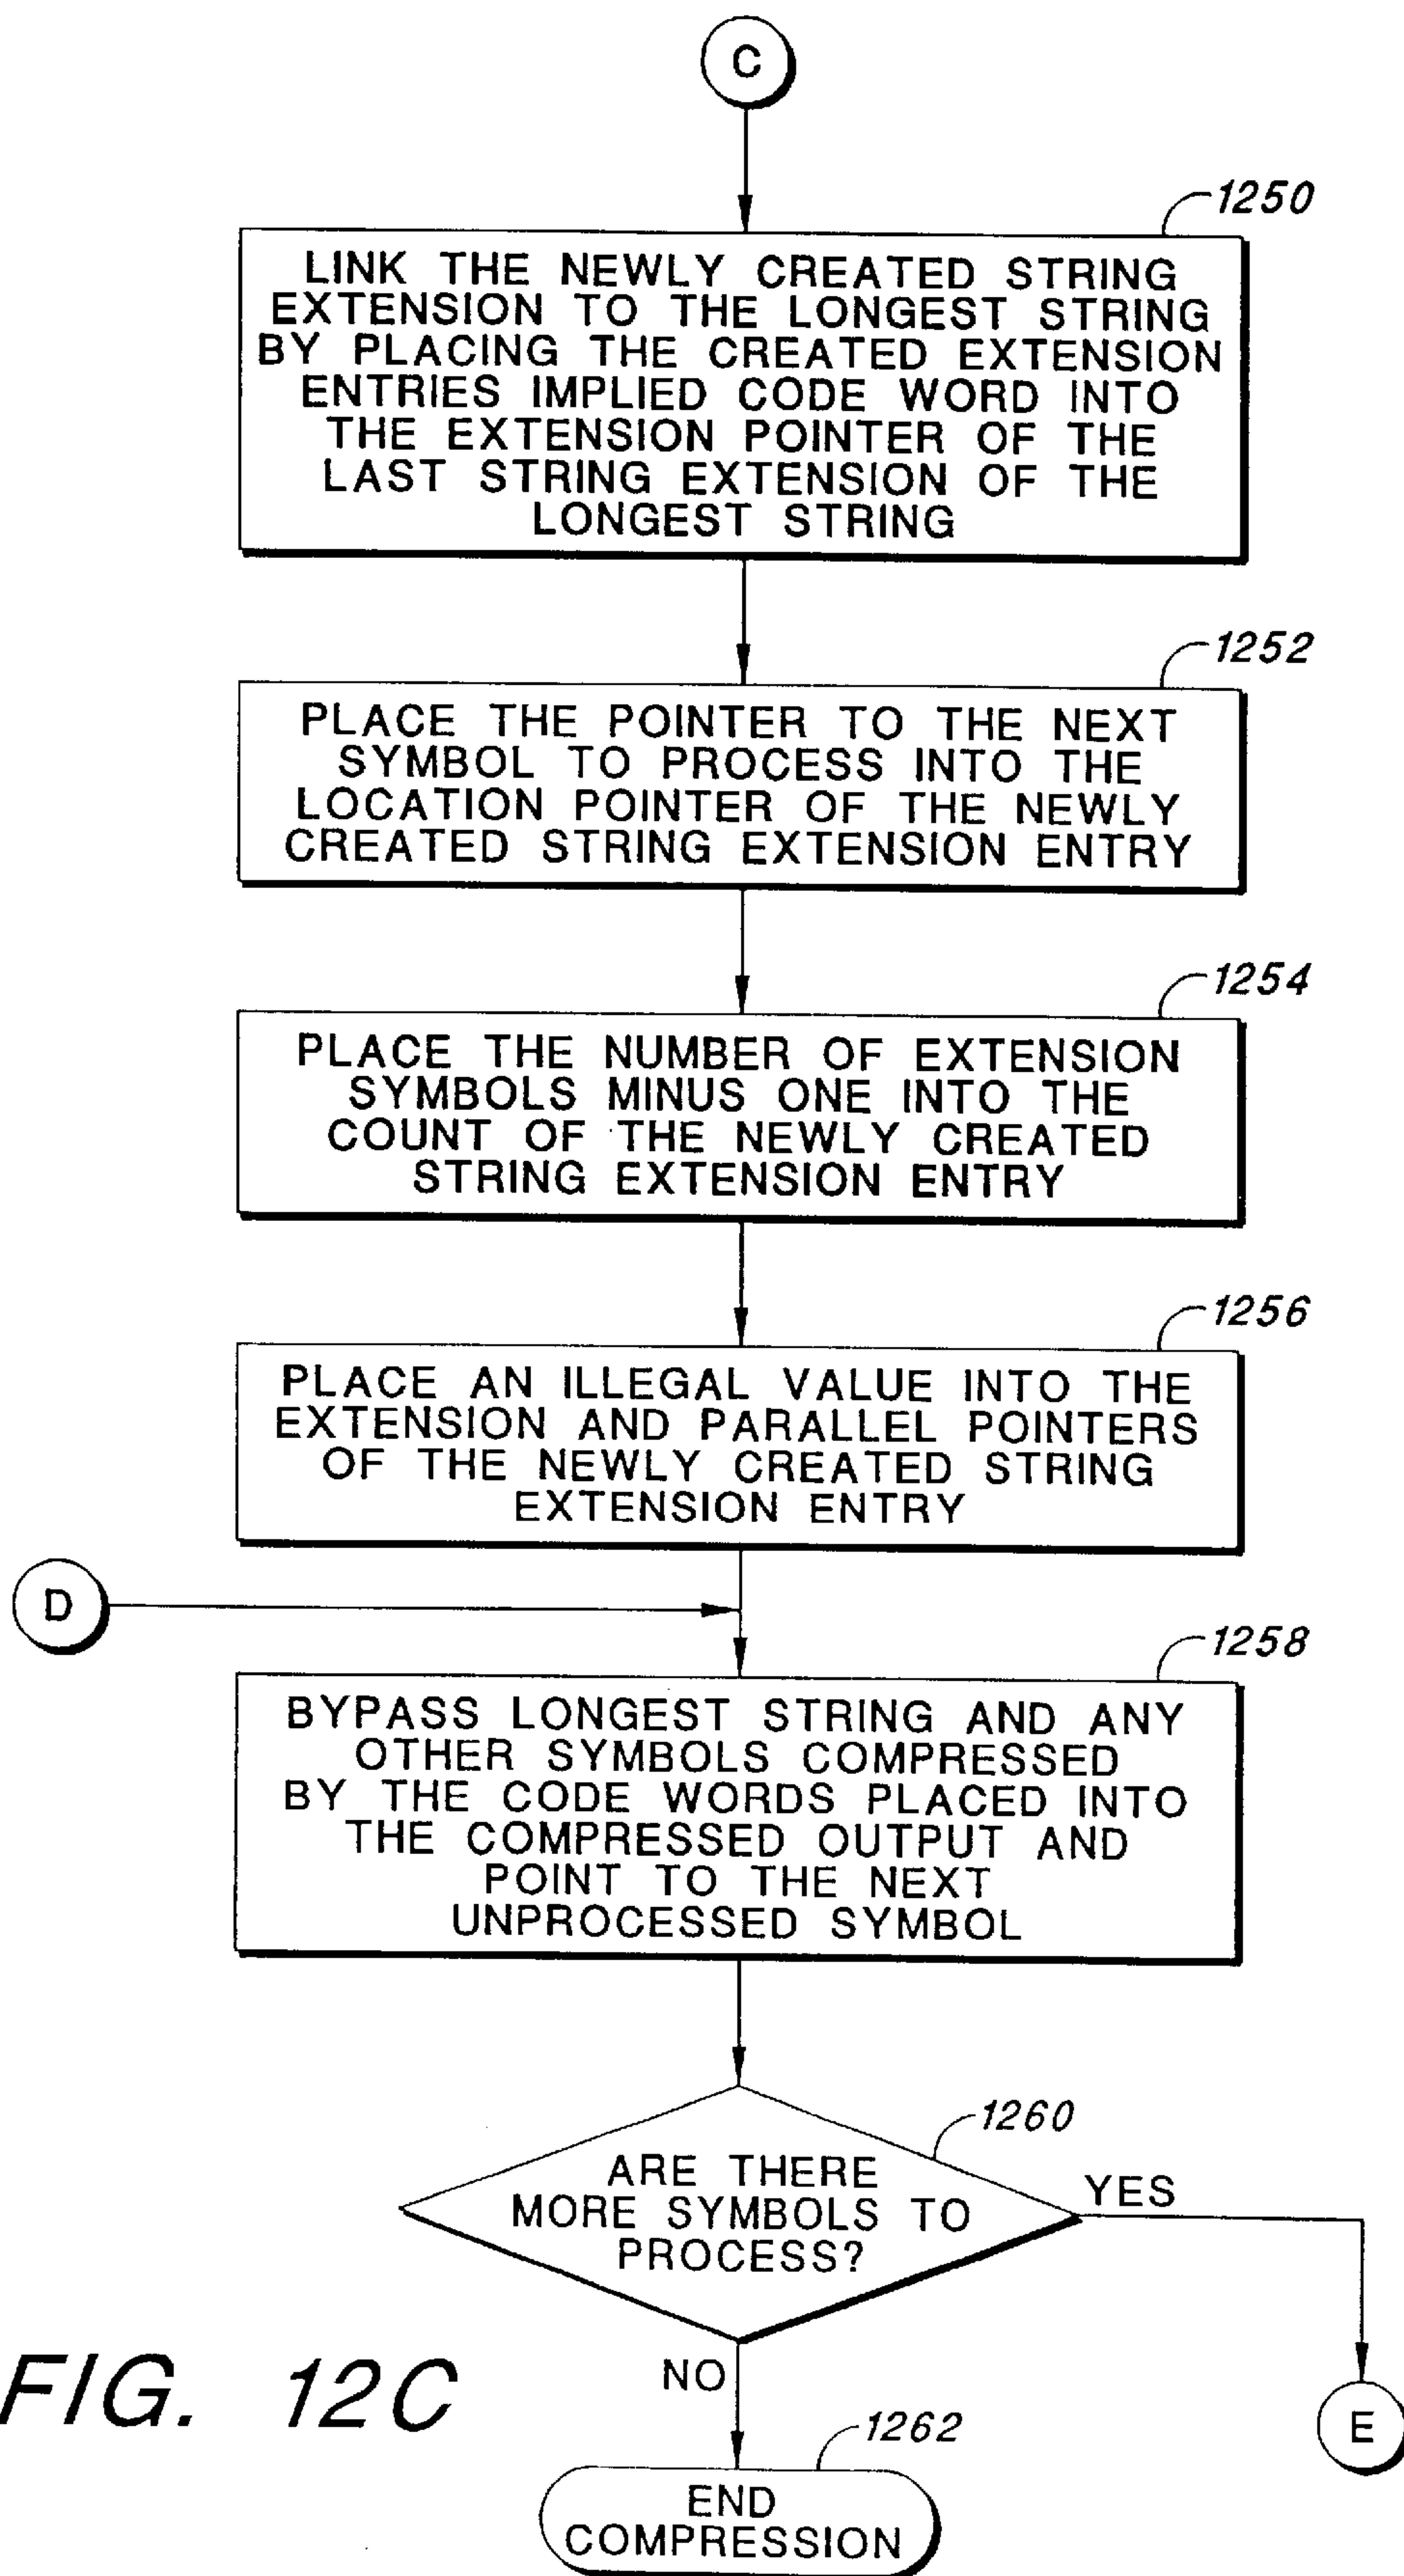 C
1250
LINK THE NEWLY CREATED STRING
EXTENSION TO THE LONGEST STRING
BY PLACING THE CREATED EXTENSION
ENTRIES IMPLIED CODE WORD INTO
THE EXTENSION POINTER OF THE
LAST STRING EXTENSION OF THE
LONGEST STRING
1252
PLACE THE POINTER TO THE NEXT
SYMBOL TO PROCESS INTO THE
LOCATION POINTER OF THE NEWLY
CREATED STRING EXTENSION ENTRY
1254
PLACE THE NUMBER OF EXTENSION
SYMBOLS MINUS ONE INTO THE
COUNT OF THE NEWLY CREATED
STRING EXTENSION ENTRY
1256
PLACE AN ILLEGAL VALUE INTO THE
EXTENSION AND PARALLEL POINTERS
OF THE NEWLY CREATED STRING
EXTENSION ENTRY
D
1258
BYPASS LONGEST STRING AND ANY
OTHER SYMBOLS COMPRESSED
BY THE CODE WORDS PLACED INTO
THE COMPRESSED OUTPUT AND
POINT TO THE NEXT
UNPROCESSED SYMBOL
1260
ARE THERE
MORE SYMBOLS TO
PROCESS?
YES
NO
E
1262
END
COMPRESSION
FIG. 12C